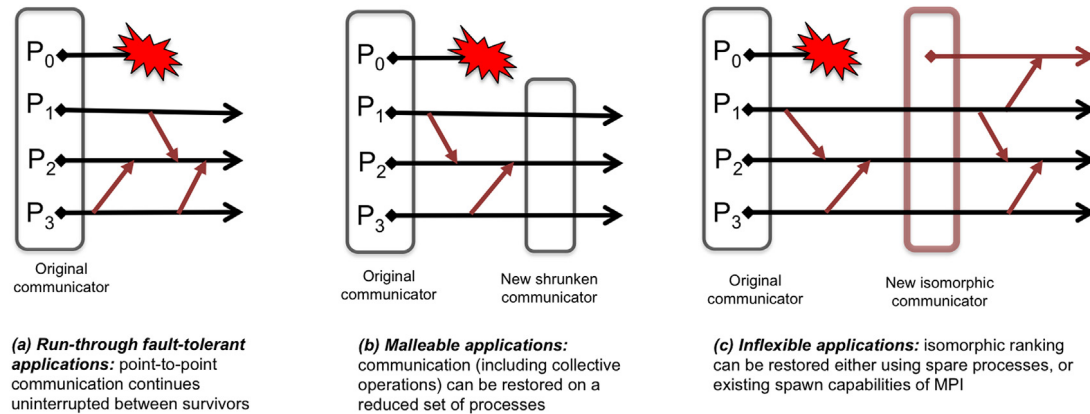 P0
P1
P2
P3
Original
communicator
(a) Run-through fault-tolerant
applications: point-to-point
communication continues
uninterrupted between survivors
P0
P1
P2
P3
Original
communicator
New shrunken
communicator
(b) Malleable applications:
communication (including collective
operations) can be restored on a
reduced set of processes
P0
P1
P2
P3
Original
communicator
New isomorphic
communicator
(c) Inflexible applications: isomorphic ranking
can be restored either using spare processes, or
existing spawn capabilities of MPI